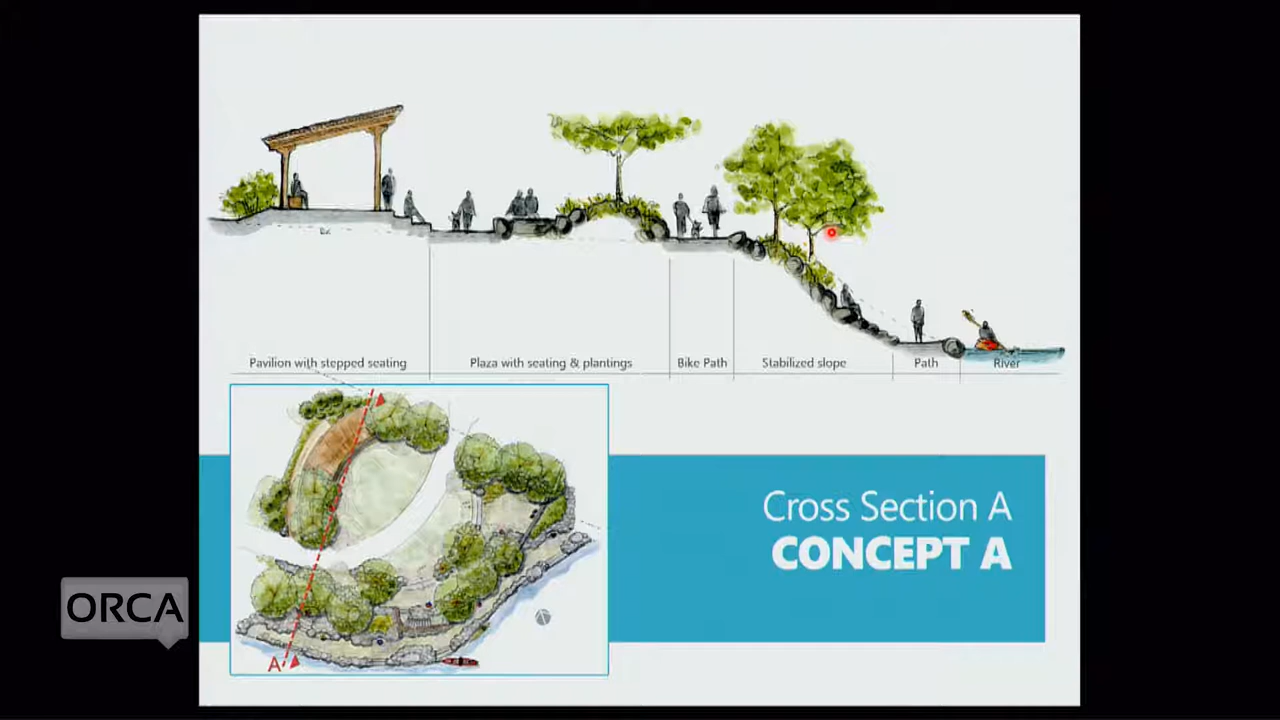 Pavilion with stepped seating
Plaza with seating & plantings
Bike Path
Stabilized slope
Path
River
Cross Section A
CONCEPT A
ORCA
A